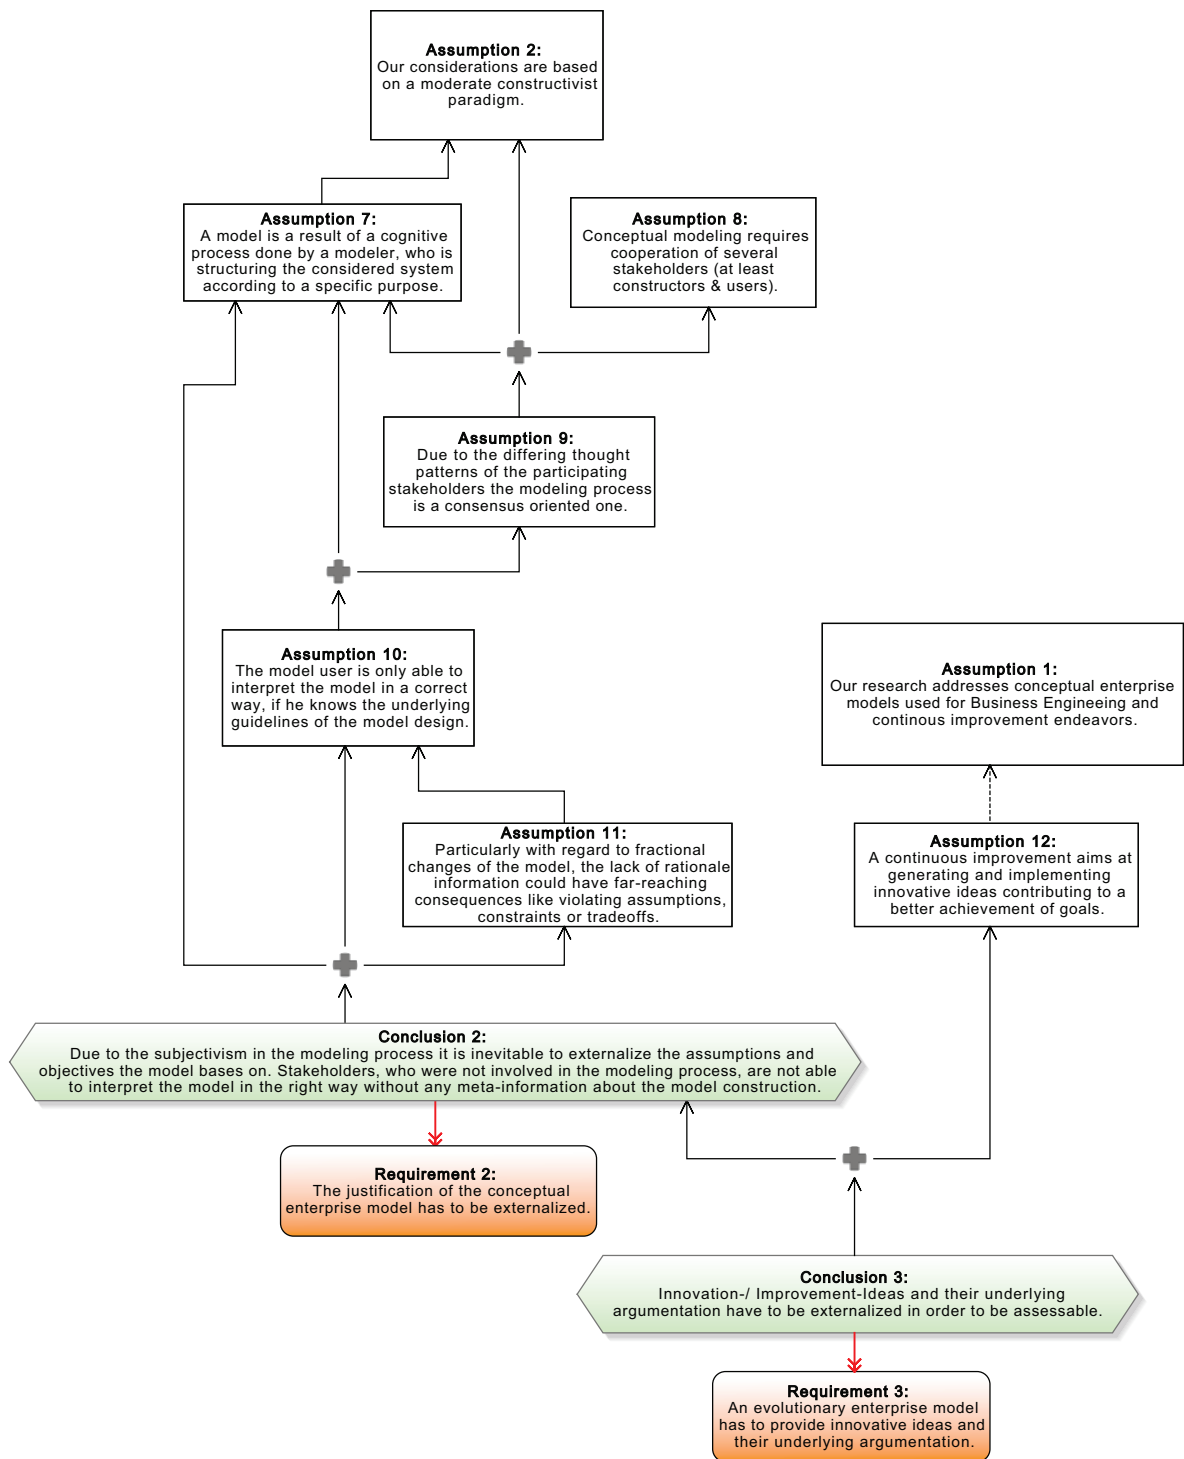 Assumption 2:
Our considerations are based
on a moderate constructivist
paradigm.
Assumption 7:
A model is a result of a cognitive
process done by a modeler, who is
structuring the considered system
according to a specific purpose.
Assumption 8:
Conceptual modeling requires
cooperation of several
stakeholders (at least
constructors & users).
Assumption 9:
Due to the differing thought
patterns of the participating
stakeholders the modeling process
is a consensus oriented one.
Assumption 10:
The model user is only able to
interpret the model in a correct
way, if he knows the underlying
guidelines of the model design.
Assumption 1:
Our research addresses conceptual enterprise
models used for Business Engineeing and
continous improvement endeavors.
Assumption 11:
Particularly with regard to fractional
changes of the model, the lack of rationale
information could have far-reaching
consequences like violating assumptions,
constraints or tradeoffs.
Assumption 12:
A continuous improvement aims at
generating and implementing
innovative ideas contributing to a
better achievement of goals.
Conclusion 2:
Due to the subjectivism in the modeling process it is inevitable to externalize the assumptions and
objectives the model bases on. Stakeholders, who were not involved in the modeling process, are not able
to interpret the model in the right way without any meta-information about the model construction.
Requirement 2:
The justification of the conceptual
enterprise model has to be externalized.
Conclusion 3:
Innovation-/ Improvement-Ideas and their underlying
argumentation have to be externalized in order to be assessable.
Requirement 3:
An evolutionary enterprise model
has to provide innovative ideas and
their underlying argumentation.